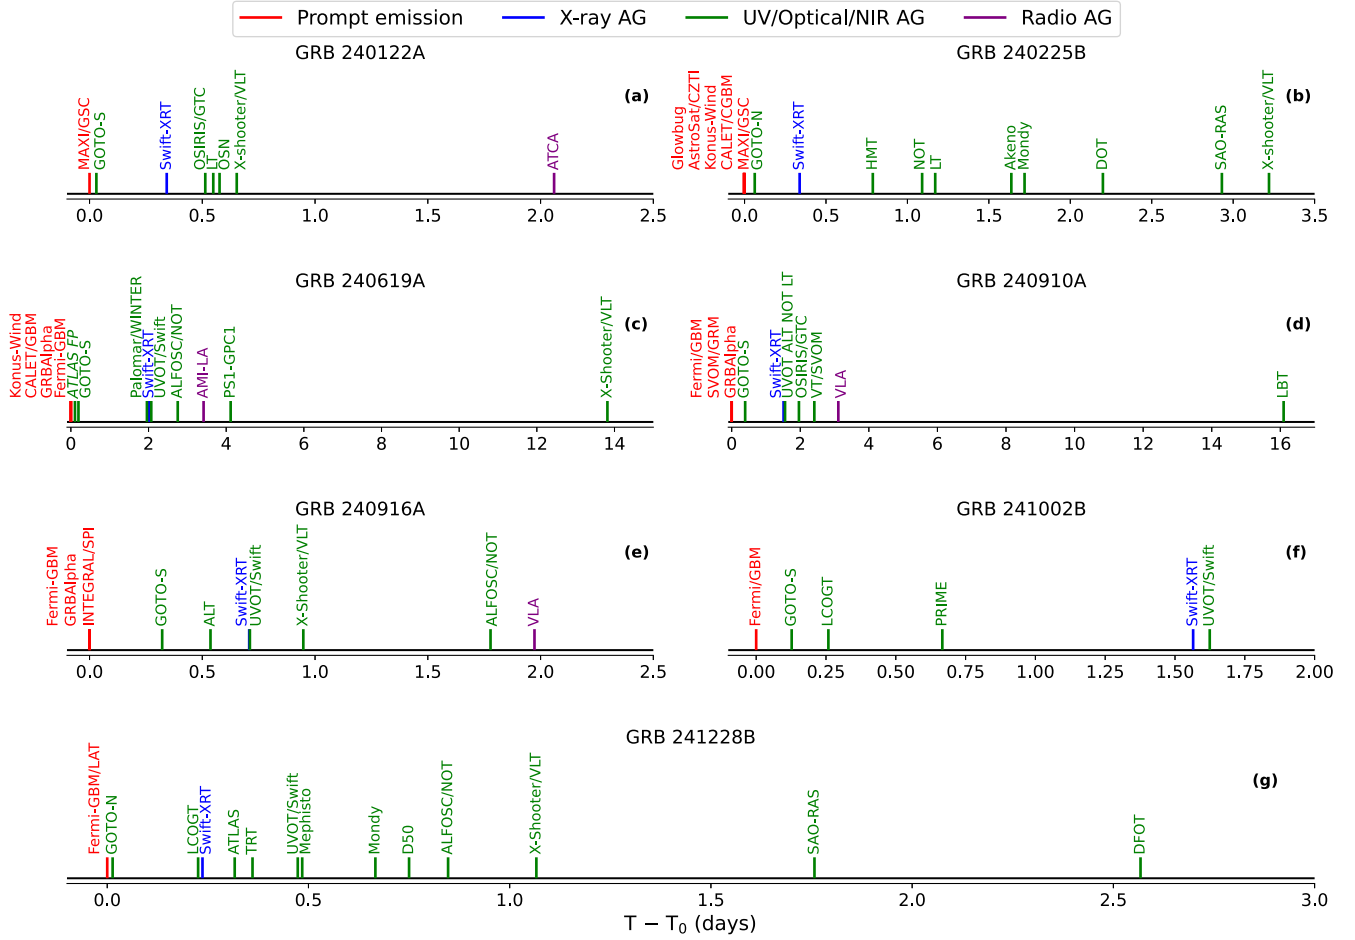 Prompt emission X-ray AG UV/Optical/NIR AG Radio AG
GRB 240122A
(a)
MAXI/GSC
GOTO-S
Swift-XRT
OSIRIS/GTC
LT
OSN
X-shooter/VLT
ATCA
0.0 0.5 1.0 1.5 2.0 2.5
GRB 240225B
(b)
Glowbug
AstroSat/CZTI
Konus-Wind
CALET/CGBM
MAXI/GSC
GOTO-N
Swift-XRT
HMT
NOT
LT
Akeno
Mondy
DOT
SAO-RAS
X-shooter/VLT
0.0 0.5 1.0 1.5 2.0 2.5 3.0 3.5
GRB 240619A
(c)
Konus-Wind
CALET/GBM
GRBAlpha
Fermi-GBM
ATLAS FP
GOTO-S
Palomar/WINTER
Swift-XRT
UVOT/Swift
ALFOSC/NOT
AMI-LA
PS1-GPC1
X-Shooter/VLT
0 2 4 6 8 10 12 14
GRB 240910A
(d)
Fermi/GBM
SVOM/GRM
GRBAlpha
GOTO-S
Swift-XRT
UVOT ALT NOT LT
OSIRIS/GTC
VT/SVOM
VLA
LBT
0 2 4 6 8 10 12 14 16
GRB 240916A
(e)
Fermi-GBM
GRBAlpha
INTEGRAL/SPI
GOTO-S
ALT
Swift-XRT
UVOT/Swift
X-Shooter/VLT
ALFOSC/NOT
VLA
0.0 0.5 1.0 1.5 2.0 2.5
GRB 241002B
(f)
Fermi/GBM
GOTO-S
LCOGT
PRIME
Swift-XRT
UVOT/Swift
0.00 0.25 0.50 0.75 1.00 1.25 1.50 1.75 2.00
GRB 241228B
(g)
Fermi-GBM/LAT
GOTO-N
LCOGT
Swift-XRT
ATLAS
TRT
UVOT/Swift
Mephisto
Mondy
D50
ALFOSC/NOT
X-Shooter/VLT
SAO-RAS
DFOT
0.0 0.5 1.0 1.5 2.0 2.5 3.0
T − T₀ (days)